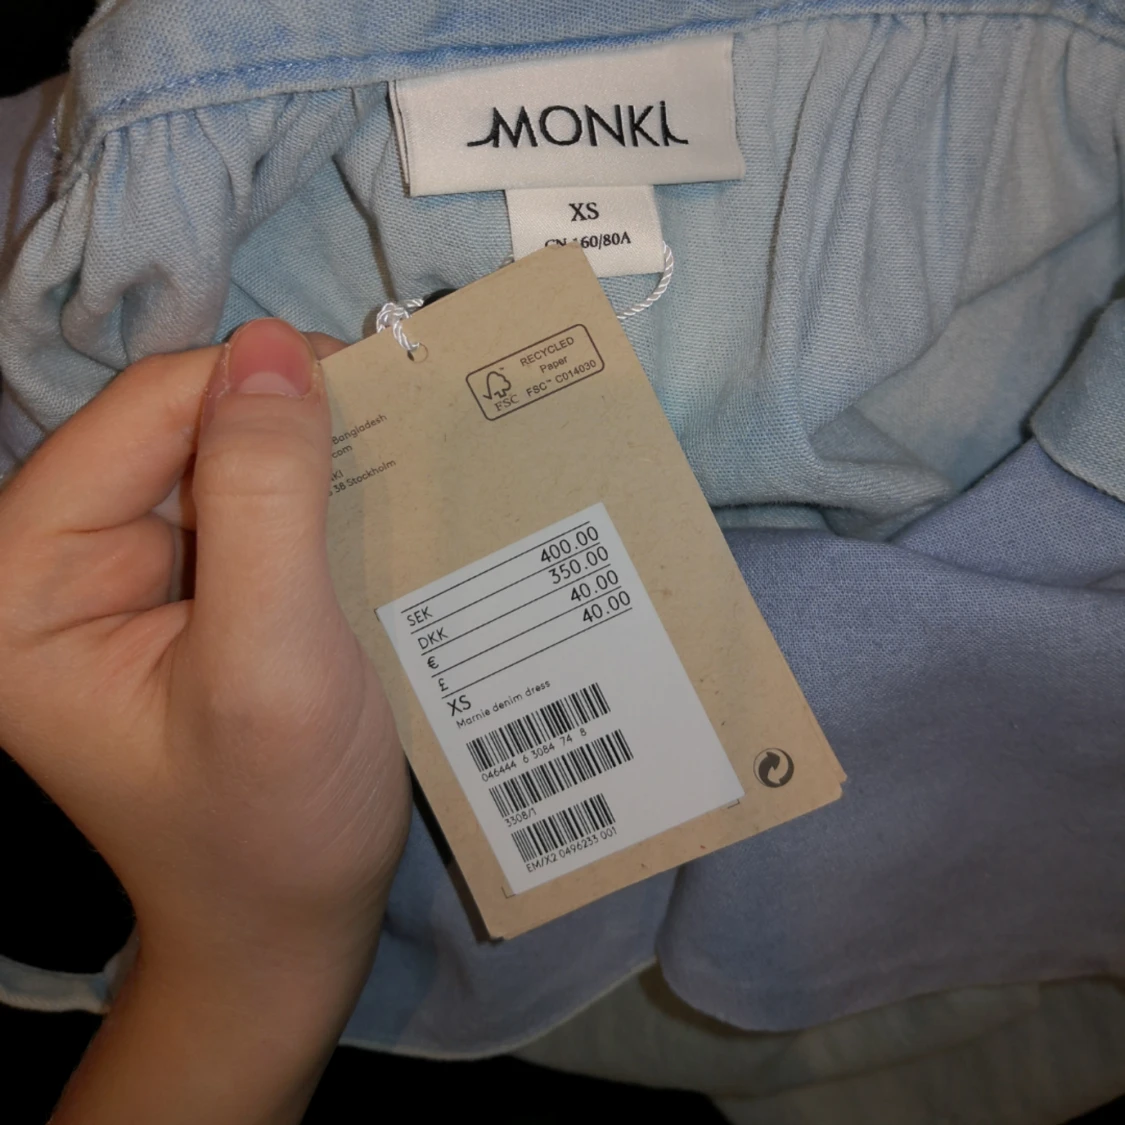 MONKI
XS
CN 160/80A
RECYCLED
Paper
FSC™ C014030
FSC
Bangladesh
com
KI
38 Stockholm
SEK 400.00
DKK 350.00
€ 40.00
£ 40.00
XS
Marnie denim dress
046444 6 3084 74 8
3308/1
EM/X2 0496233 001